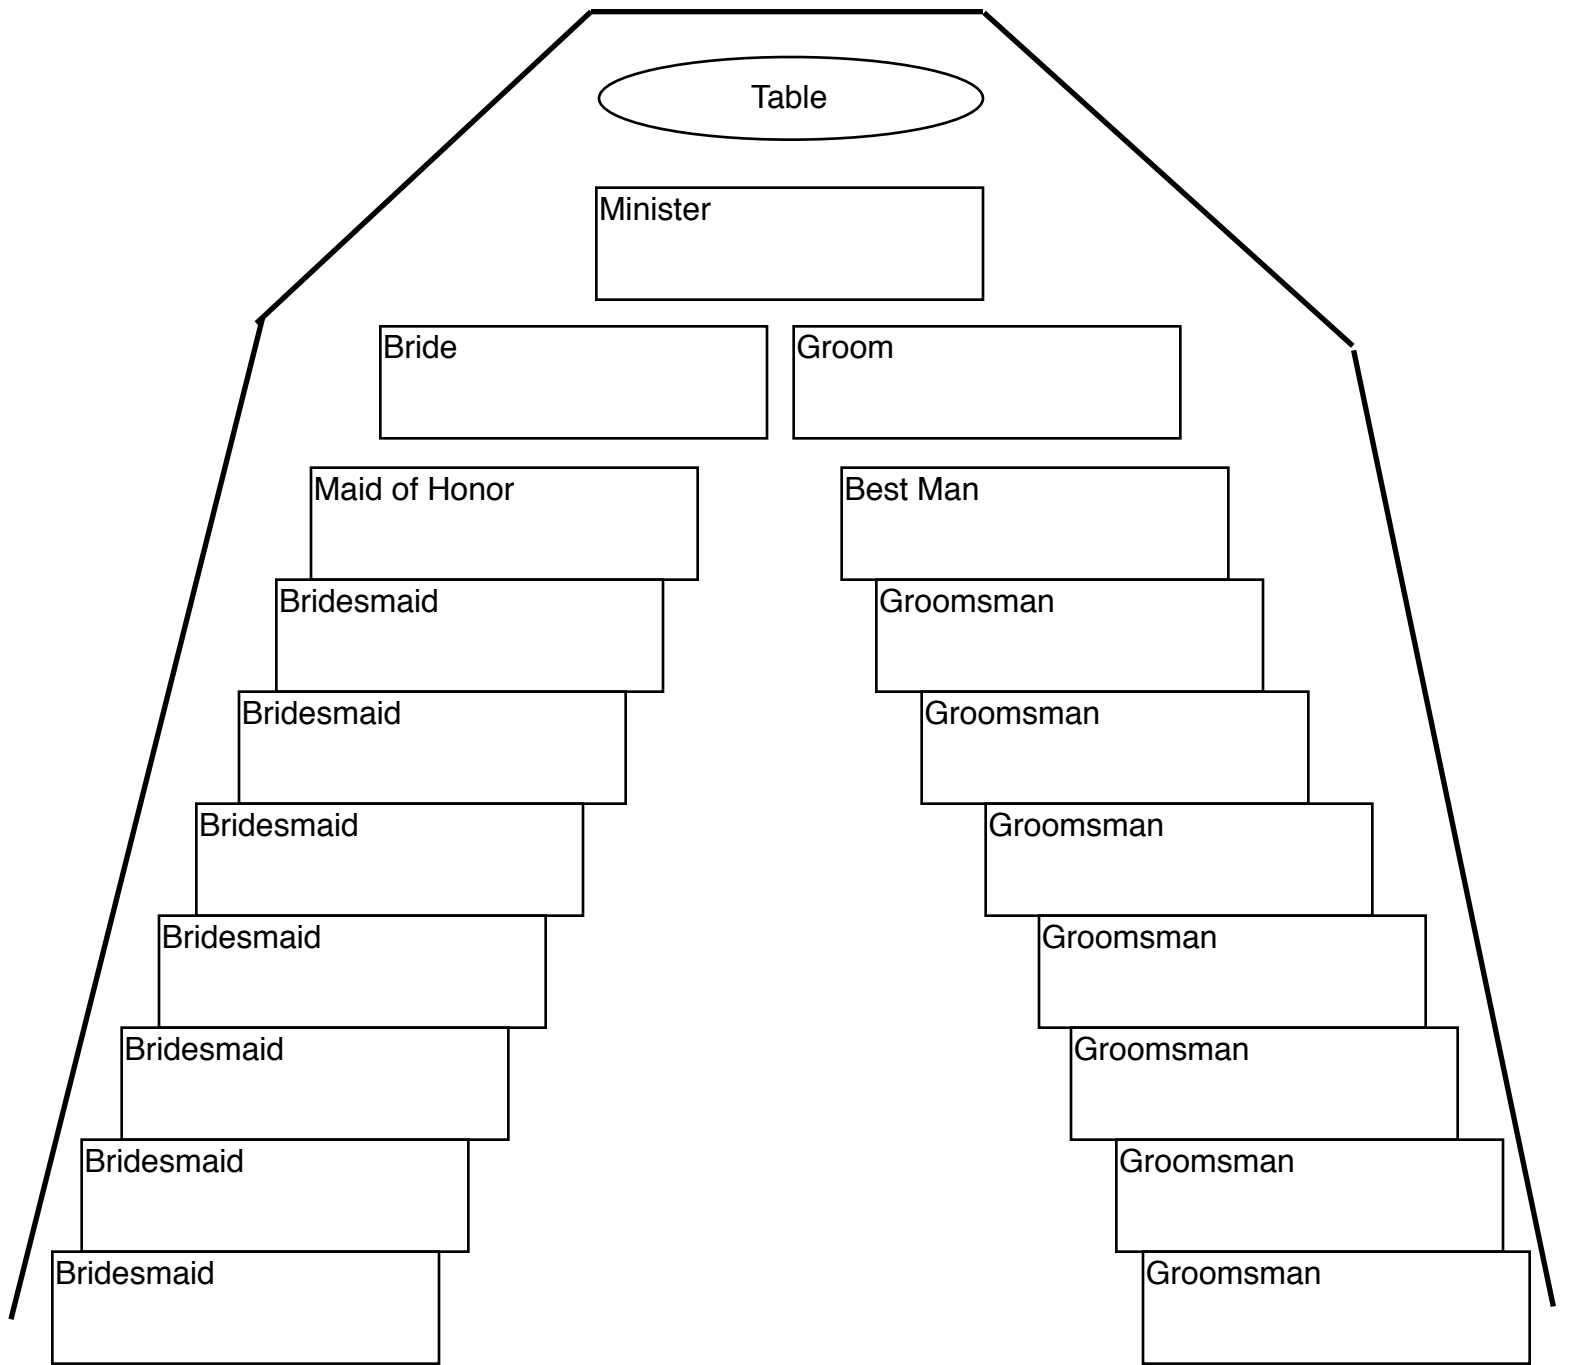 Table
Minister
Bride
Groom
Maid of Honor
Best Man
Bridesmaid
Groomsman
Bridesmaid
Groomsman
Bridesmaid
Groomsman
Bridesmaid
Groomsman
Bridesmaid
Groomsman
Bridesmaid
Groomsman
Bridesmaid
Groomsman